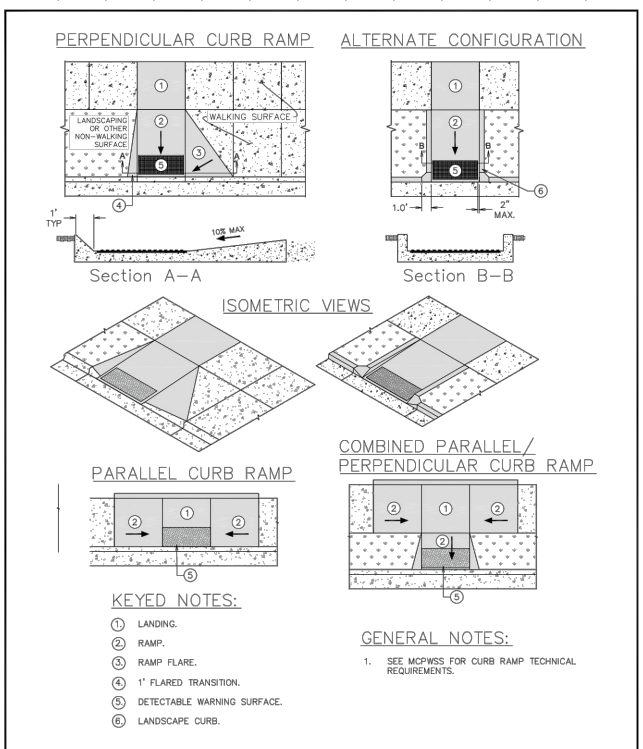 PERPENDICULAR CURB RAMP
ALTERNATE CONFIGURATION
1
2
LANDSCAPING
OR OTHER
NON-WALKING
SURFACE
WALKING SURFACE
A
A
3
5
4
1
2
B
B
5
6
1.0'
2"
MAX.
1'
TYP
10% MAX
Section A-A
Section B-B
ISOMETRIC VIEWS
PARALLEL CURB RAMP
2
1
2
5
COMBINED PARALLEL/
PERPENDICULAR CURB RAMP
2
1
2
2
5
KEYED NOTES:
1. LANDING.
2. RAMP.
3. RAMP FLARE.
4. 1' FLARED TRANSITION.
5. DETECTABLE WARNING SURFACE.
6. LANDSCAPE CURB.
GENERAL NOTES:
1. SEE MCPWSS FOR CURB RAMP TECHNICAL
REQUIREMENTS.